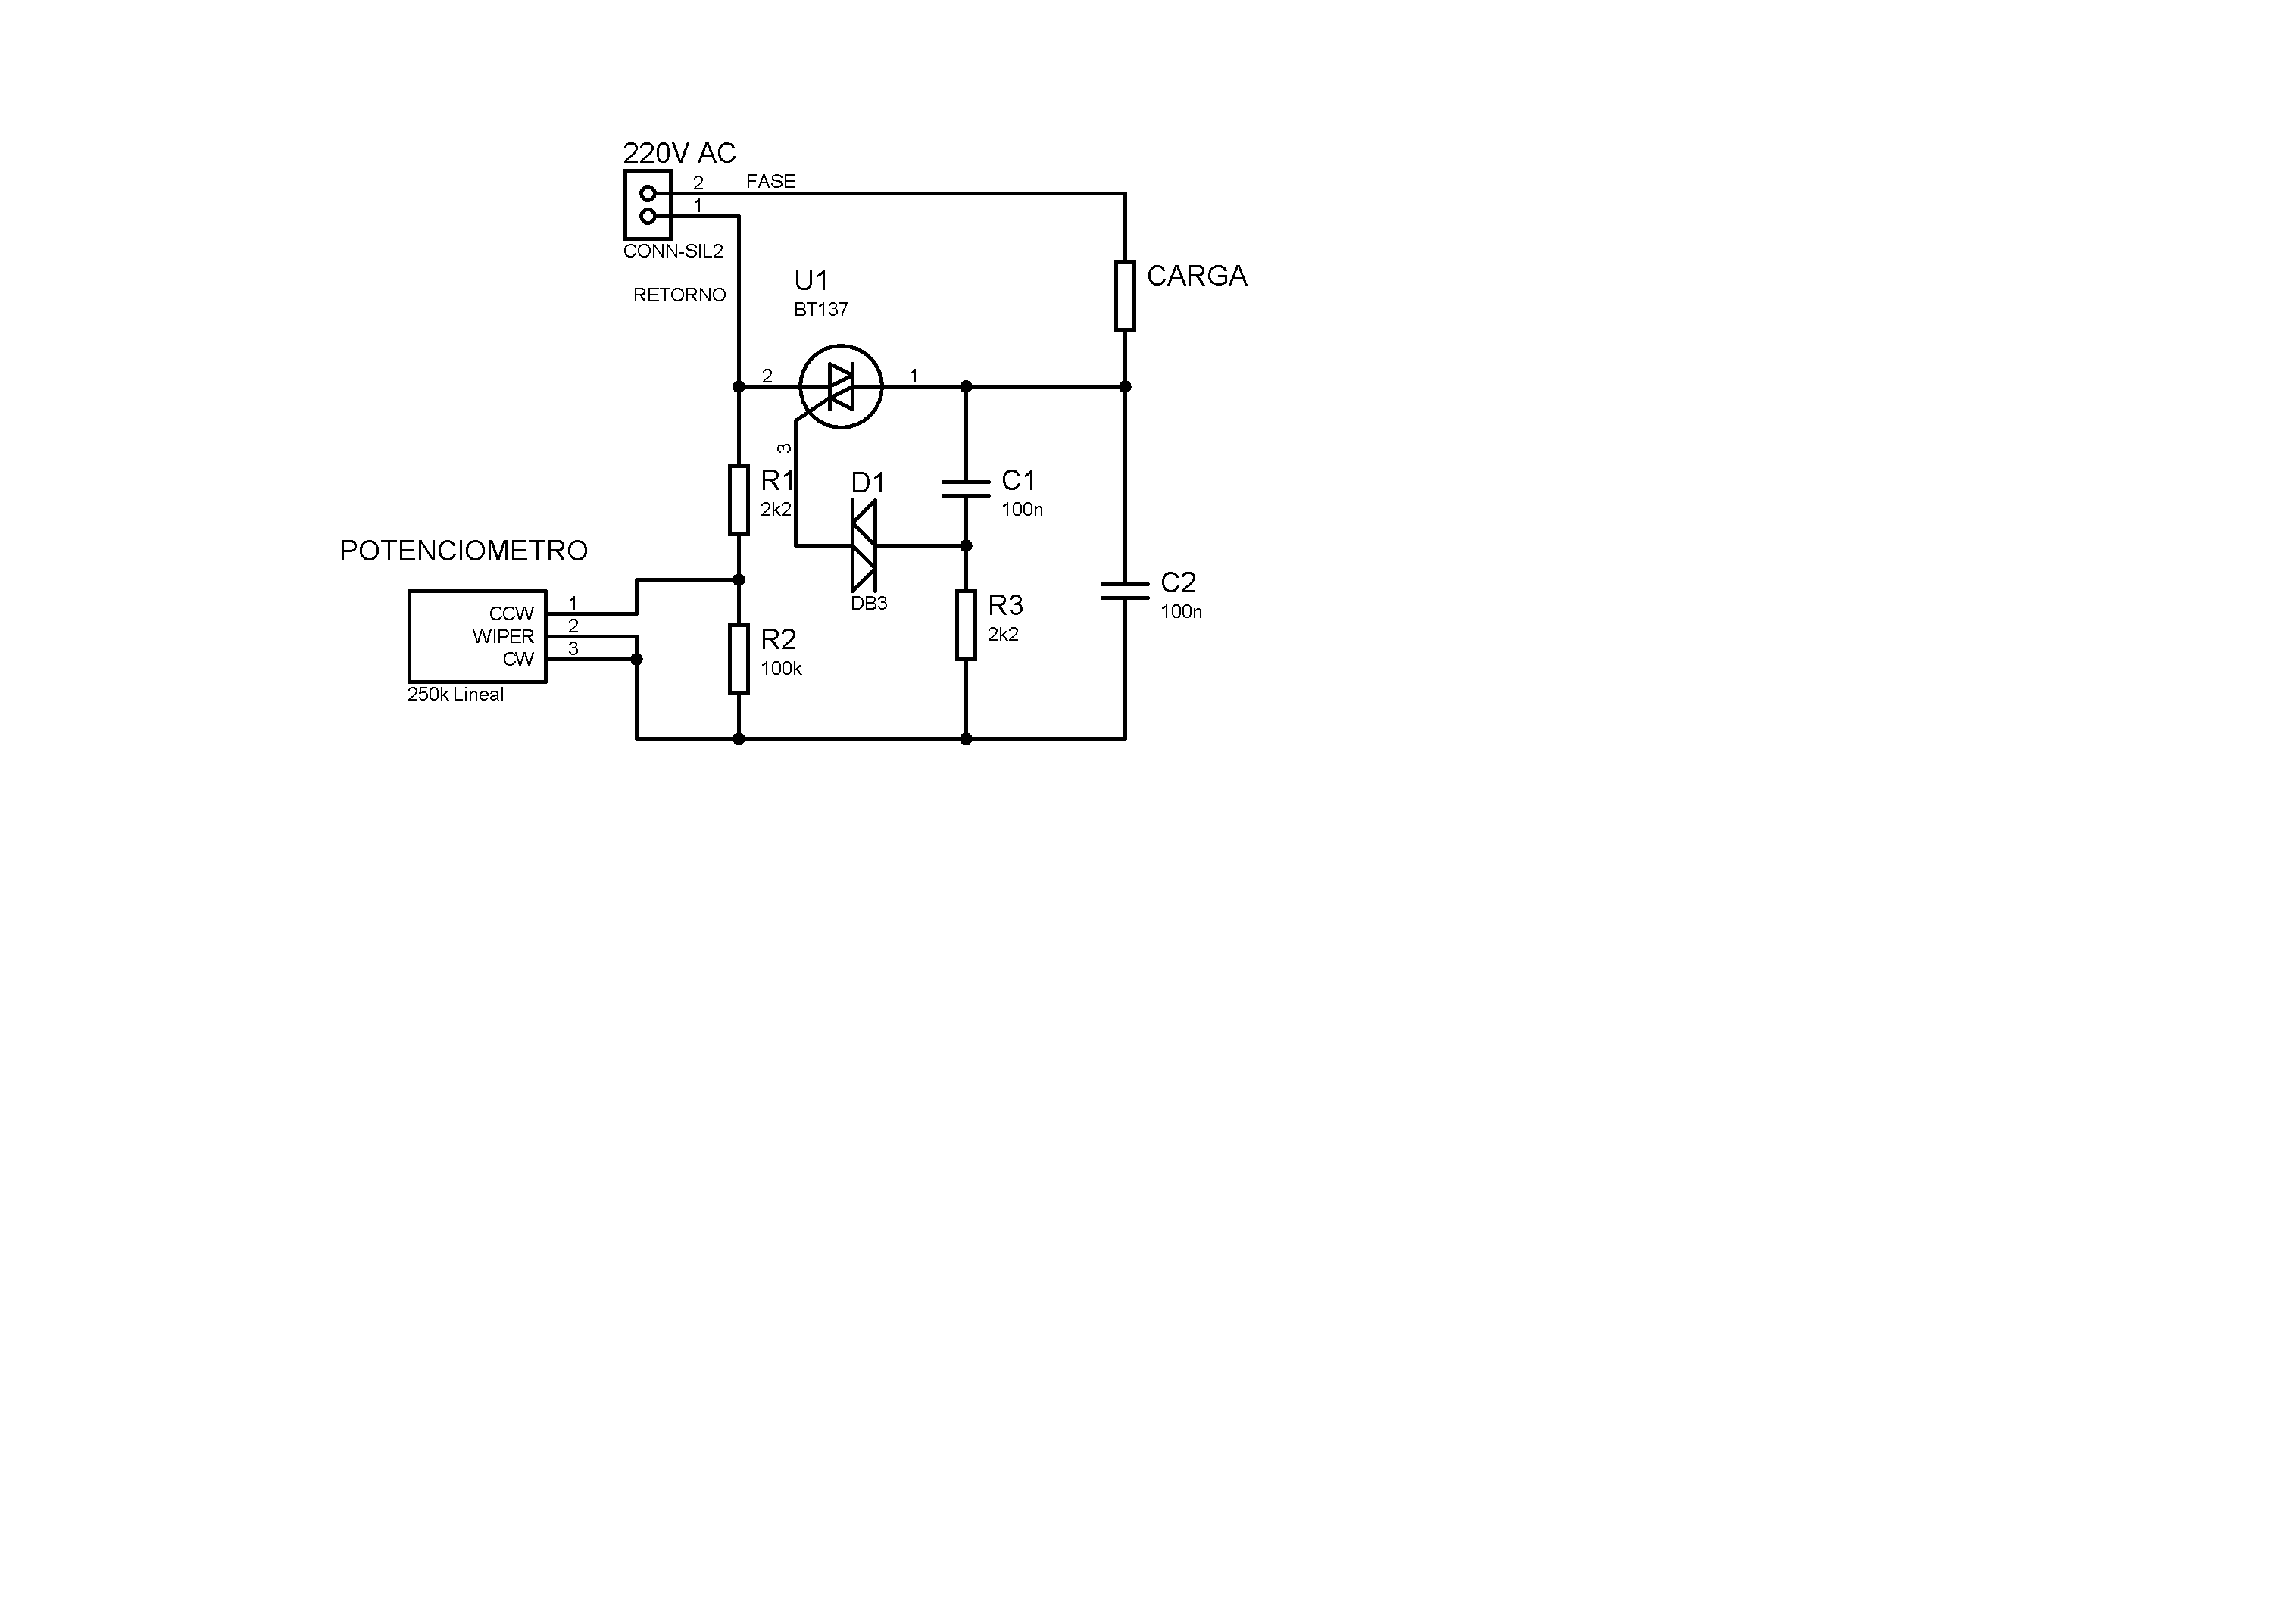 220V AC
2
FASE
1
CONN-SIL2
RETORNO
CARGA
U1
BT137
2
1
3
R1
2k2
D1
DB3
C1
100n
POTENCIOMETRO
CCW
1
WIPER
2
CW
3
250k Lineal
R2
100k
R3
2k2
C2
100n